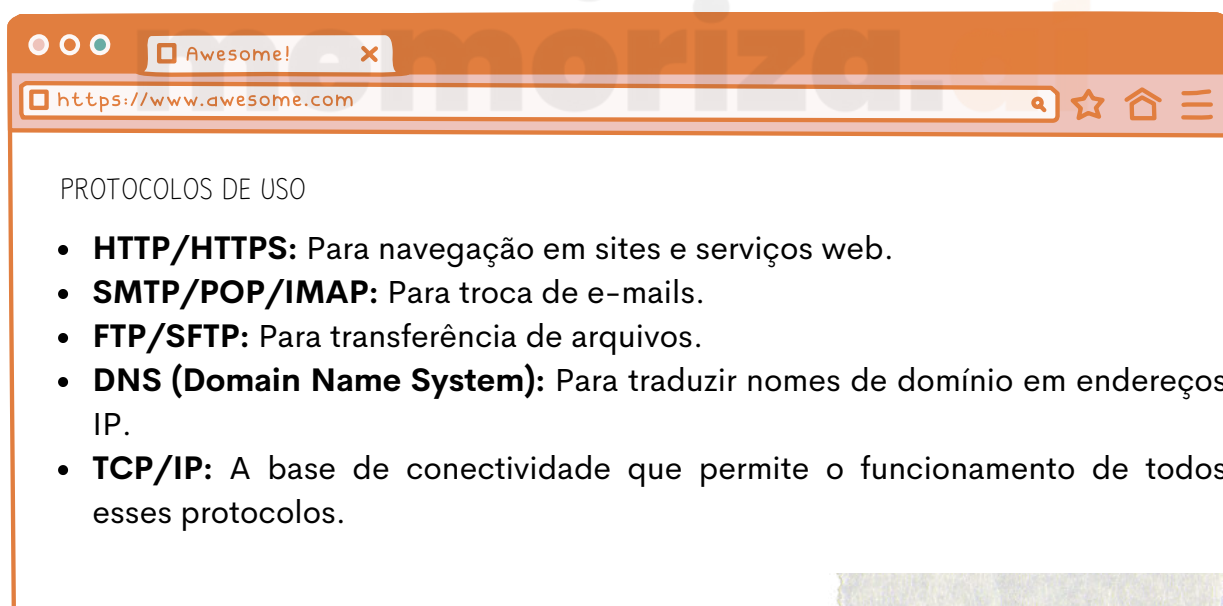 memoriza.ai
Awesome!
https://www.awesome.com
PROTOCOLOS DE USO
• HTTP/HTTPS: Para navegação em sites e serviços web.
• SMTP/POP/IMAP: Para troca de e-mails.
• FTP/SFTP: Para transferência de arquivos.
• DNS (Domain Name System): Para traduzir nomes de domínio em endereços
IP.
• TCP/IP: A base de conectividade que permite o funcionamento de todos
esses protocolos.